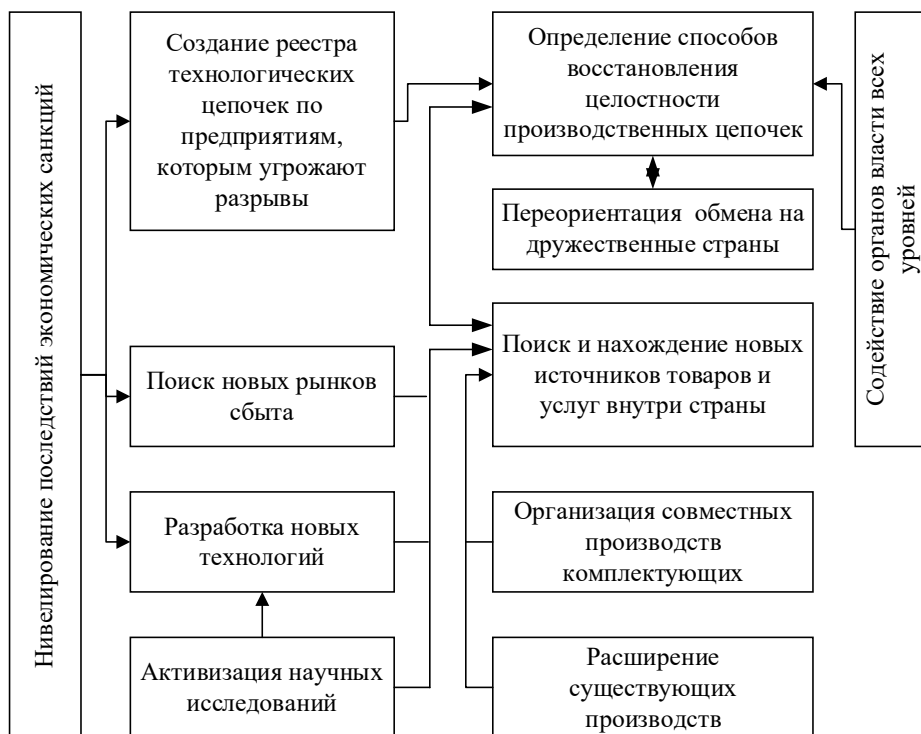 Нивелирование последствий экономических санкций
Создание реестра
технологических
цепочек по
предприятиям,
которым угрожают
разрывы
Поиск новых рынков
сбыта
Разработка новых
технологий
Активизация научных
исследований
Определение способов
восстановления
целостности
производственных цепочек
Переориентация обмена на
дружественные страны
Поиск и нахождение новых
источников товаров и
услуг внутри страны
Организация совместных
производств
комплектующих
Расширение
существующих
производств
Содействие органов власти всех
уровней